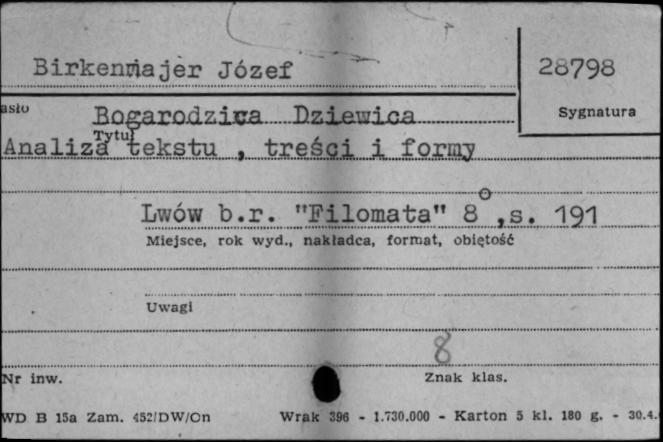 Birkenmajer Józef
28798
asło
Sygnatura
Bogarodzica Dziewica
Tytuł
Analiza tekstu , treści i formy
Lwów b.r. "Filomata" 8° ,s. 191
Miejsce, rok wyd., nakładca, format, obiętość
Uwagi
8
Nr inw.
Znak klas.
WD B 15a Zam. 452/DW/On Wrak 396 - 1.730.000 - Karton 5 kl. 180 g. - 30.4.